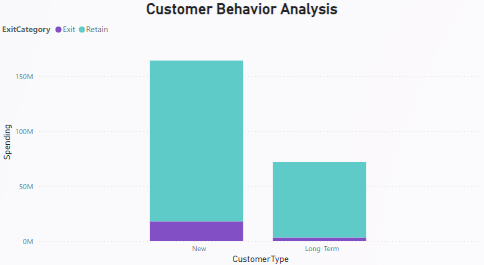 Customer Behavior Analysis
ExitCategory Exit Retain
150M
100M
50M
0M
Spending
New Long-Term
CustomerType